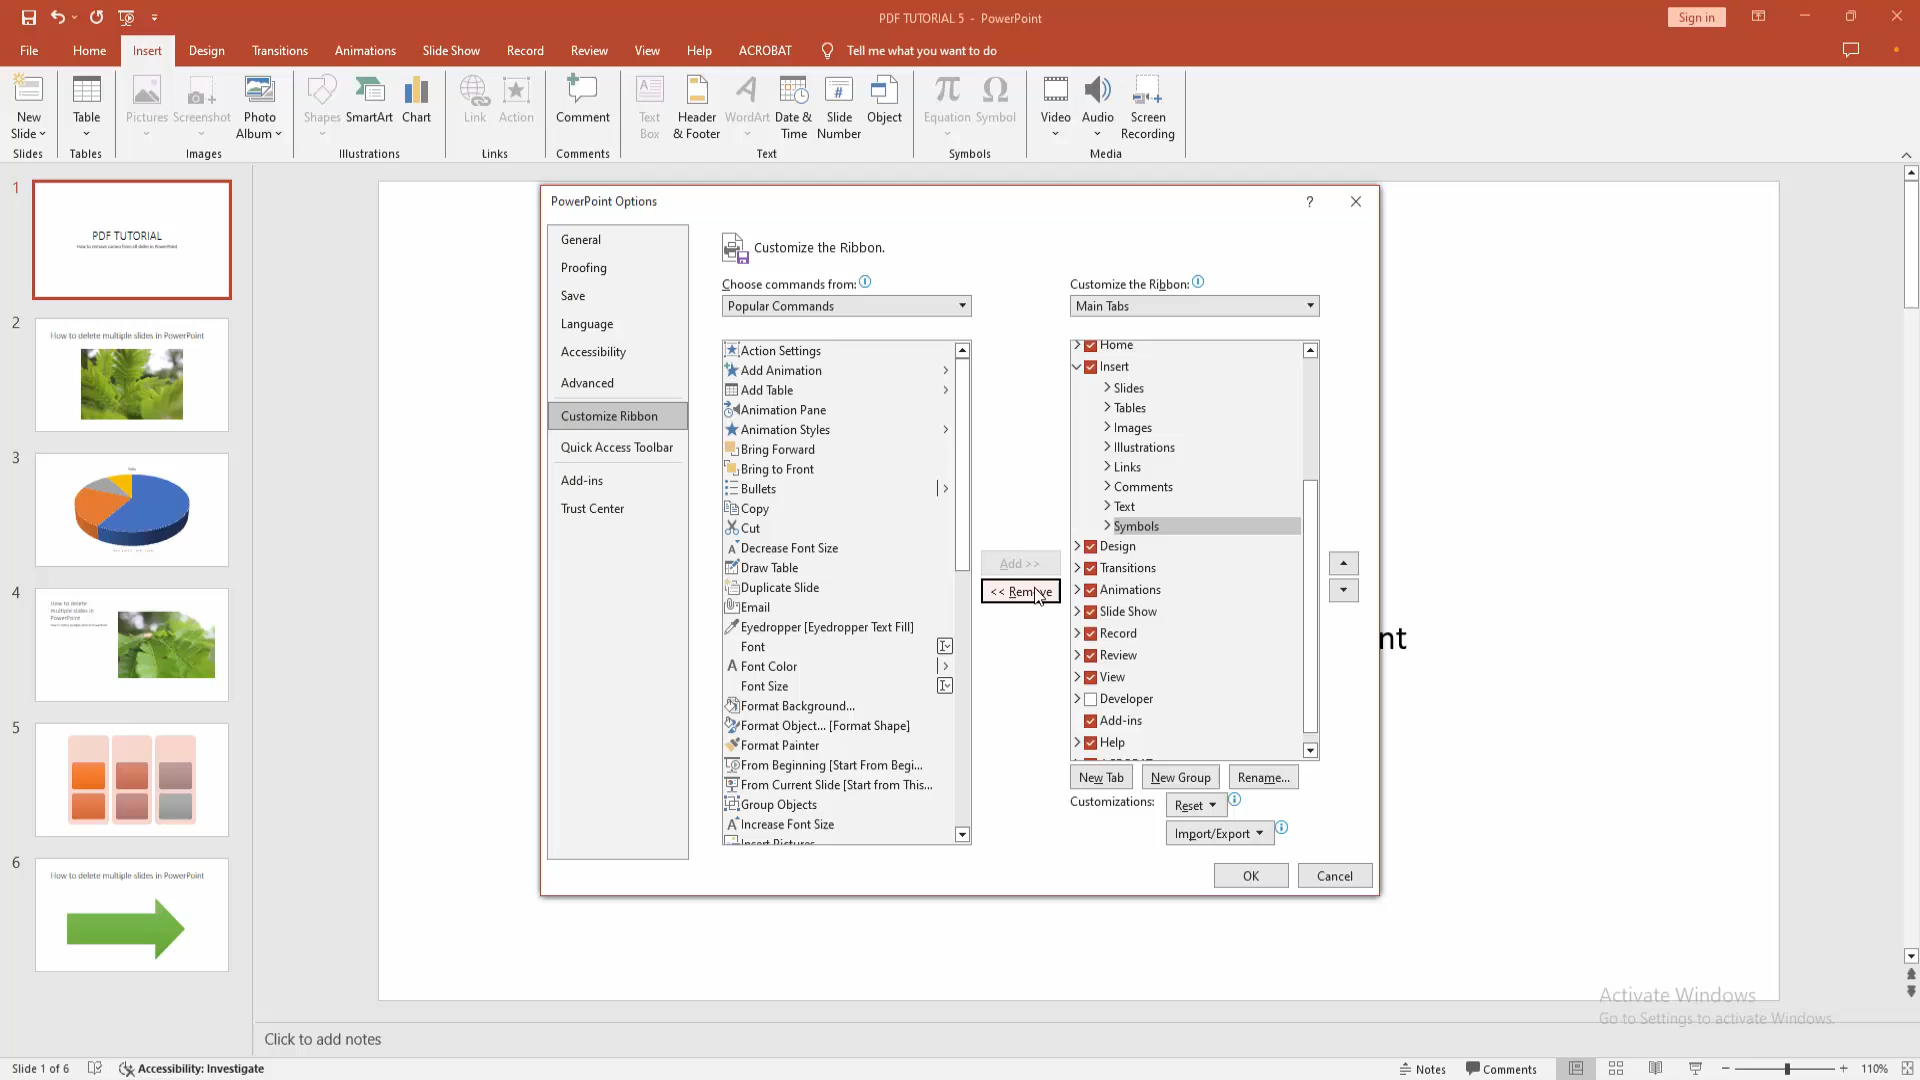 PDF TUTORIAL 5 - PowerPoint
Sign in
File Home Insert Design Transitions Animations Slide Show Record Review View Help ACROBAT Tell me what you want to do
New Slide
Table
Pictures
Screenshot
Photo Album
Shapes
SmartArt
Chart
Link
Action
Comment
Text Box
Header & Footer
WordArt
Date & Time
Slide Number
Object
Equation
Symbol
Video
Audio
Screen Recording
Slides Tables Images Illustrations Links Comments Text Symbols Media
1
PDF TUTORIAL
2
How to delete multiple slides in PowerPoint
3
4
How to delete
multiple slides in
PowerPoint
5
6
How to delete multiple slides in PowerPoint
PowerPoint Options
?
General
Proofing
Save
Language
Accessibility
Advanced
Customize Ribbon
Quick Access Toolbar
Add-ins
Trust Center
Customize the Ribbon.
Choose commands from:
Popular Commands
Action Settings
Add Animation
Add Table
Animation Pane
Animation Styles
Bring Forward
Bring to Front
Bullets
Copy
Cut
Decrease Font Size
Draw Table
Duplicate Slide
Email
Eyedropper [Eyedropper Text Fill]
Font
Font Color
Font Size
Format Background...
Format Object... [Format Shape]
Format Painter
From Beginning [Start From Begi...
From Current Slide [Start from This...
Group Objects
Increase Font Size
Insert Pictures
Add >>
<< Remove
Customize the Ribbon:
Main Tabs
Home
Insert
Slides
Tables
Images
Illustrations
Links
Comments
Text
Symbols
Design
Transitions
Animations
Slide Show
Record
Review
View
Developer
Add-ins
Help
New Tab New Group Rename...
Customizations: Reset
Import/Export
OK Cancel
nt
Activate Windows
Go to Settings to activate Windows.
Click to add notes
Slide 1 of 6 Accessibility: Investigate Notes Comments 110%